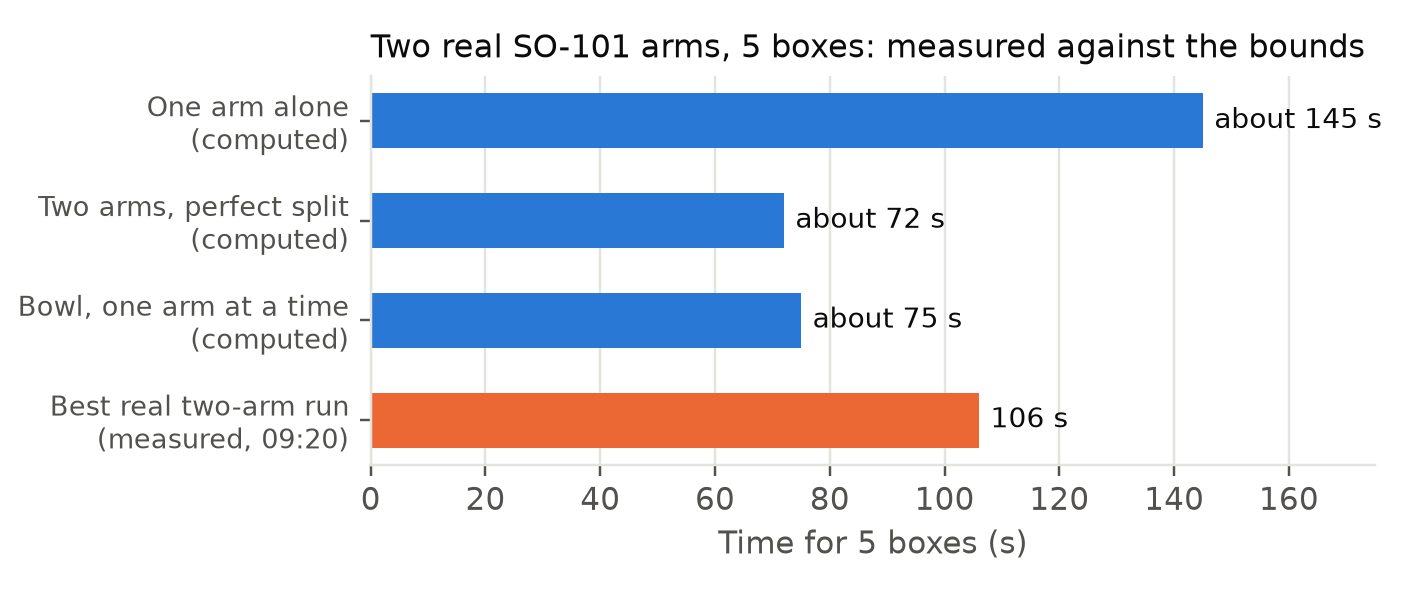 Two real SO-101 arms, 5 boxes: measured against the bounds
One arm alone
(computed)
about 145 s
Two arms, perfect split
(computed)
about 72 s
Bowl, one arm at a time
(computed)
about 75 s
Best real two-arm run
(measured, 09:20)
106 s
0 20 40 60 80 100 120 140 160
Time for 5 boxes (s)